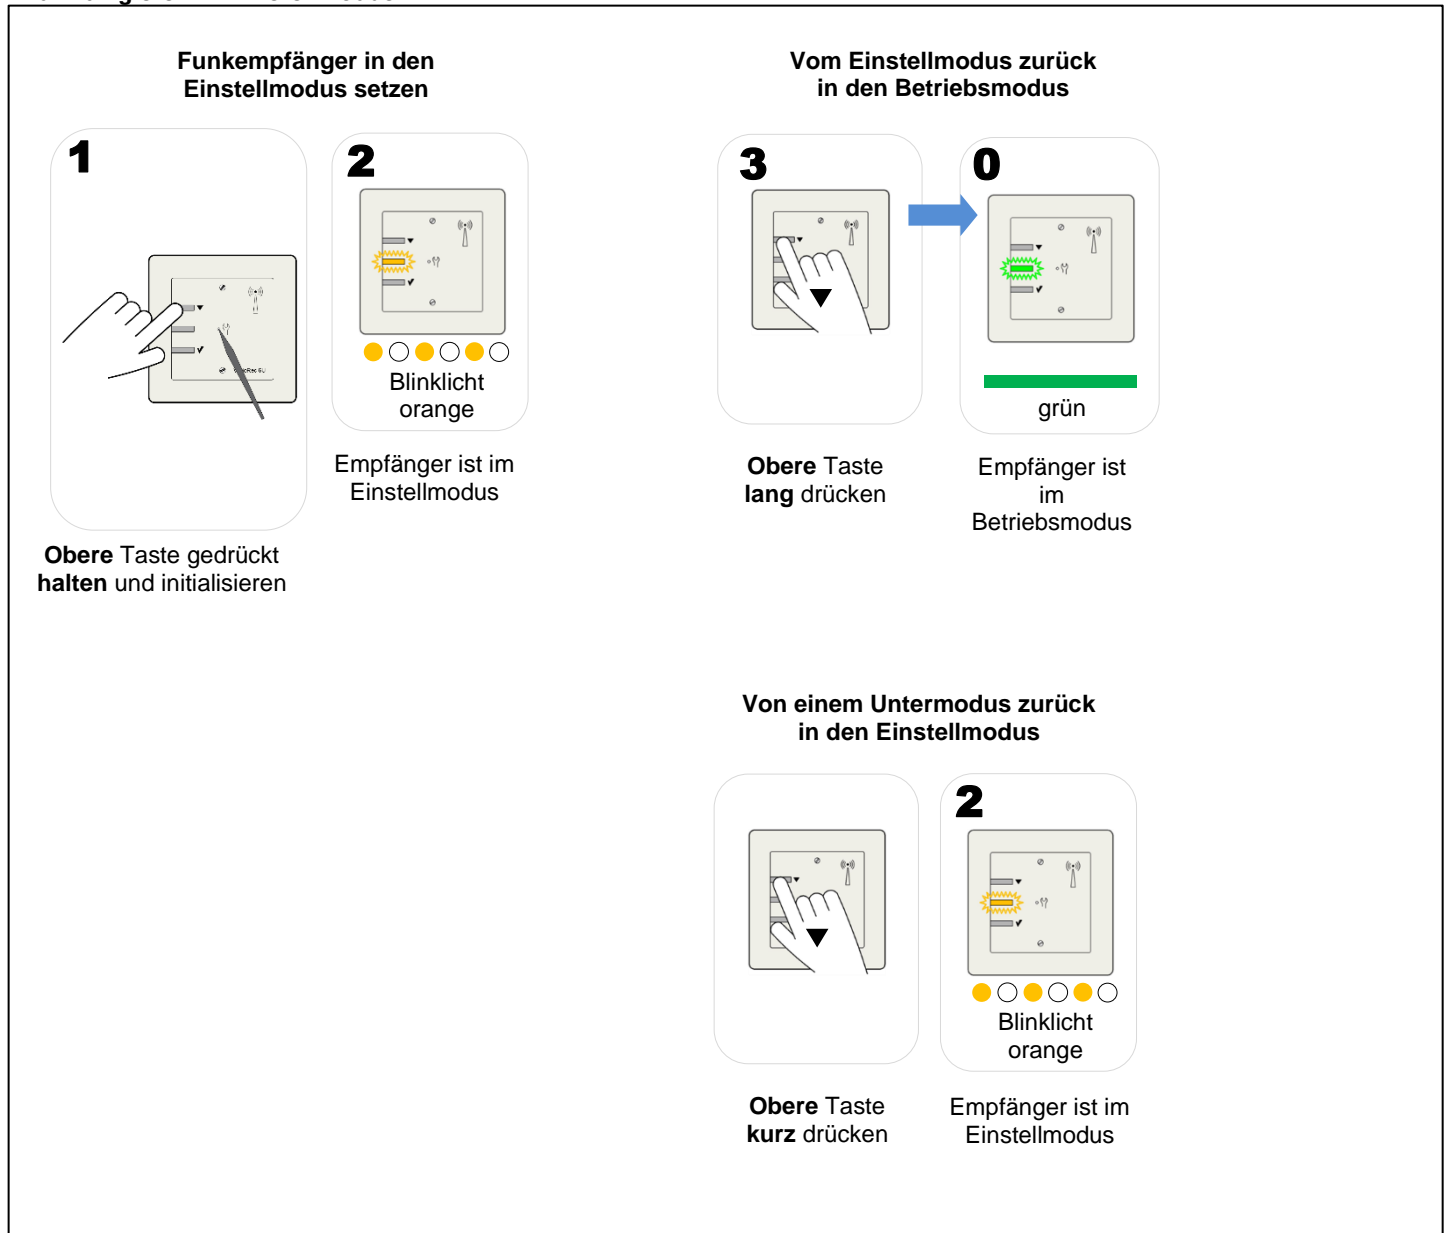 Funkempfänger in den
Einstellmodus setzen
1
2
Blinklicht
orange
Empfänger ist im
Einstellmodus
Obere Taste gedrückt
halten und initialisieren
Vom Einstellmodus zurück
in den Betriebsmodus
3
0
grün
Obere Taste
lang drücken
Empfänger ist
im
Betriebsmodus
Von einem Untermodus zurück
in den Einstellmodus
2
Blinklicht
orange
Obere Taste
kurz drücken
Empfänger ist im
Einstellmodus